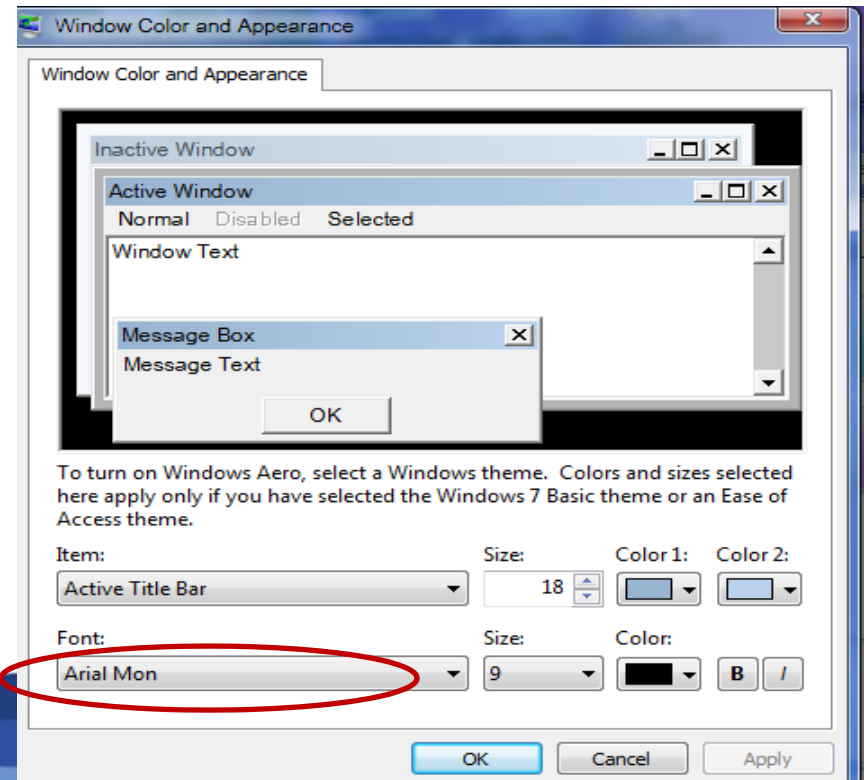 Window Color and Appearance
Window Color and Appearance
Inactive Window
Active Window
Normal Disabled Selected
Window Text
Message Box
Message Text
OK
To turn on Windows Aero, select a Windows theme. Colors and sizes selected
here apply only if you have selected the Windows 7 Basic theme or an Ease of
Access theme.
Item: Size: Color 1: Color 2:
Active Title Bar 18
Font: Size: Color:
Arial Mon 9 B I
OK Cancel Apply